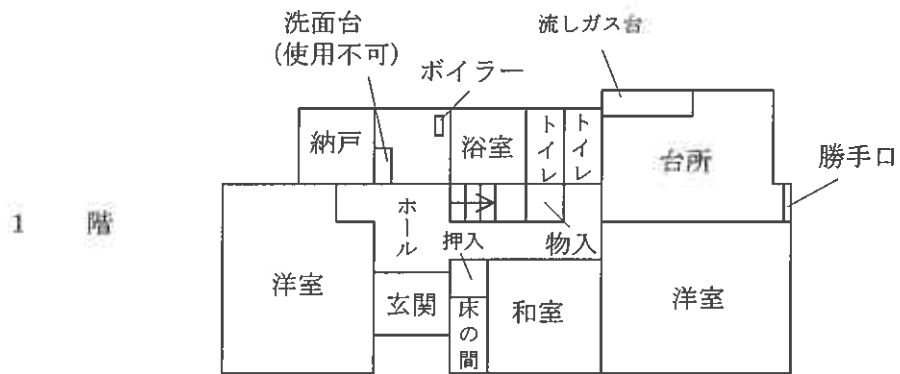 洗面台
(使用不可)
流しガス台
ボイラー
納戸
浴室
トイレ
トイレ
台所
勝手口
1 階
ホール
押入
物入
洋室
玄関
床の間
和室
洋室